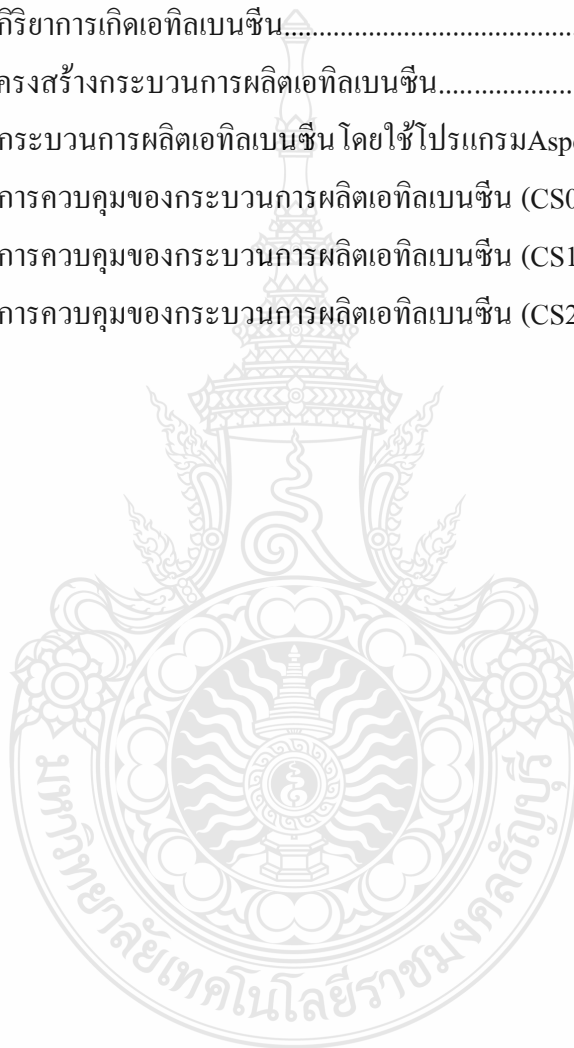 กิริยาการเกิดเอทิลเบนซีน.......................................
ครงสร้างกระบวนการผลิตเอทิลเบนซีน......................
กระบวนการผลิตเอทิลเบนซีน โดยใช้โปรแกรมAspe
การควบคุมของกระบวนการผลิตเอทิลเบนซีน (CS0
การควบคุมของกระบวนการผลิตเอทิลเบนซีน (CS1
การควบคุมของกระบวนการผลิตเอทิลเบนซีน (CS2
มหาวิทยาลัยเทคโนโลยีราชมงคลธัญบุรี